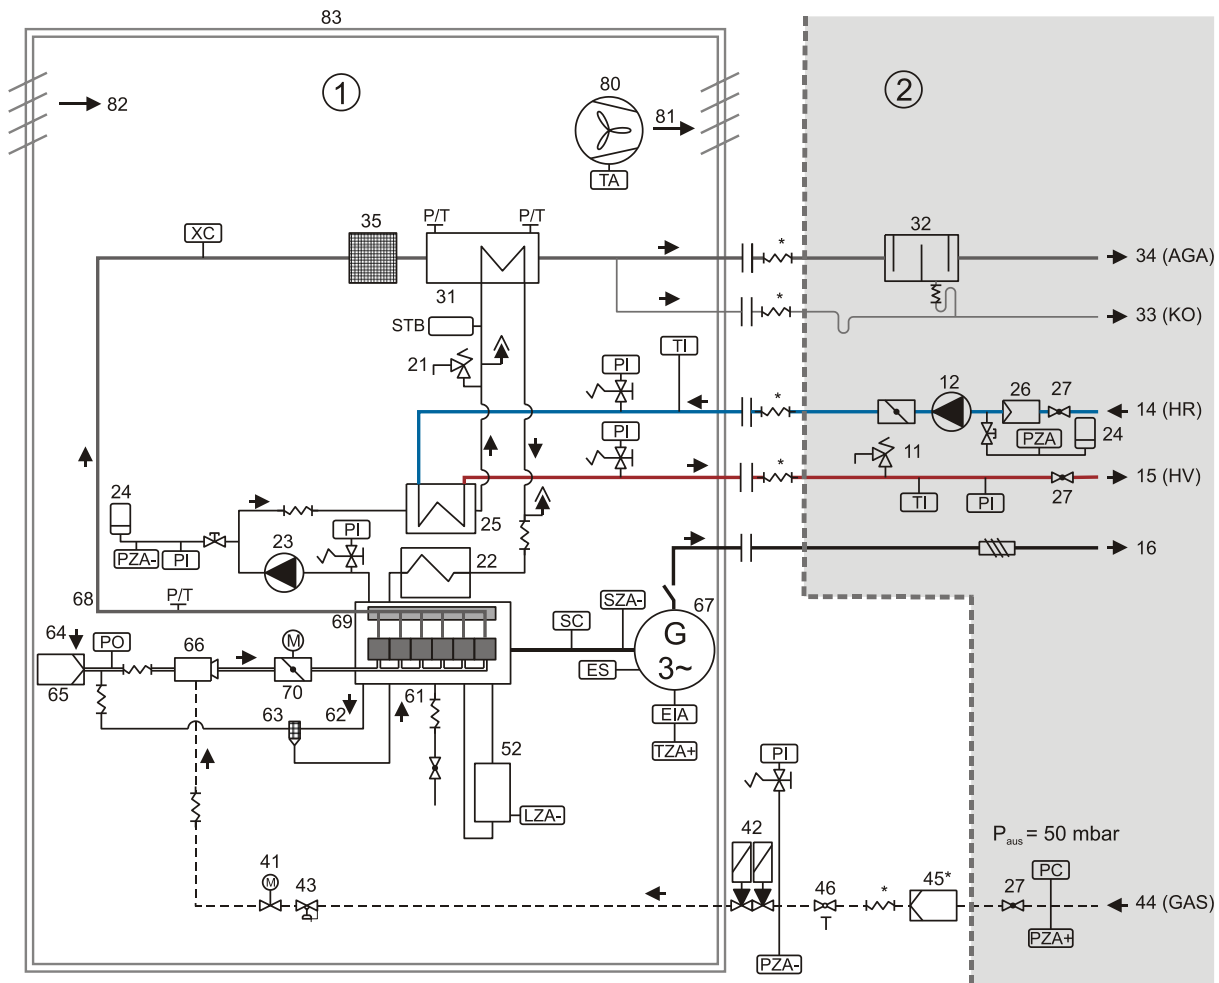 83
1
80
2
82
81
TA
XC
35
P/T
P/T
32
34 (AGA)
31
*
STB
*
33 (KO)
21
PI
TI
12
26
27
14 (HR)
*
PZA
24
PI
11
24
*
15 (HV)
25
TI
PI
27
PZA-
PI
23
PI
22
16
68
P/T
69
SZA-
67
64
PO
66
M
SC
G
3~
65
70
ES
62
61
63
EIA
52
TZA+
PI
LZA-
42
P aus = 50 mbar
41
M
43
46
*
45*
27
PC
44 (GAS)
T
PZA-
PZA+